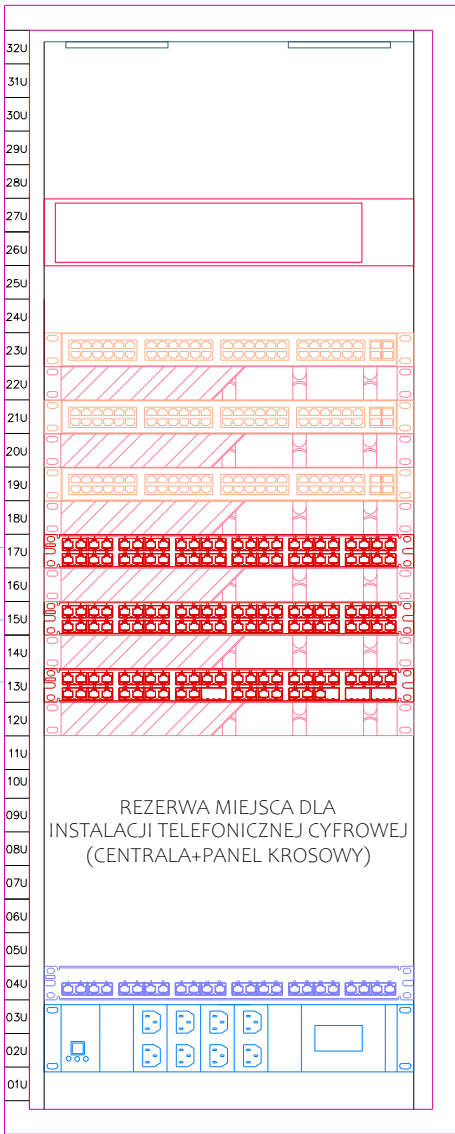 32U
31U
30U
29U
28U
27U
26U
25U
24U
23U
22U
21U
20U
19U
18U
17U
16U
15U
14U
13U
12U
11U
10U
09U
08U
07U
06U
05U
04U
03U
02U
01U
REZERWA MIEJSCA DLA
INSTALACJI TELEFONICZNEJ CYFROWEJ
(CENTRALA+PANEL KROSOWY)